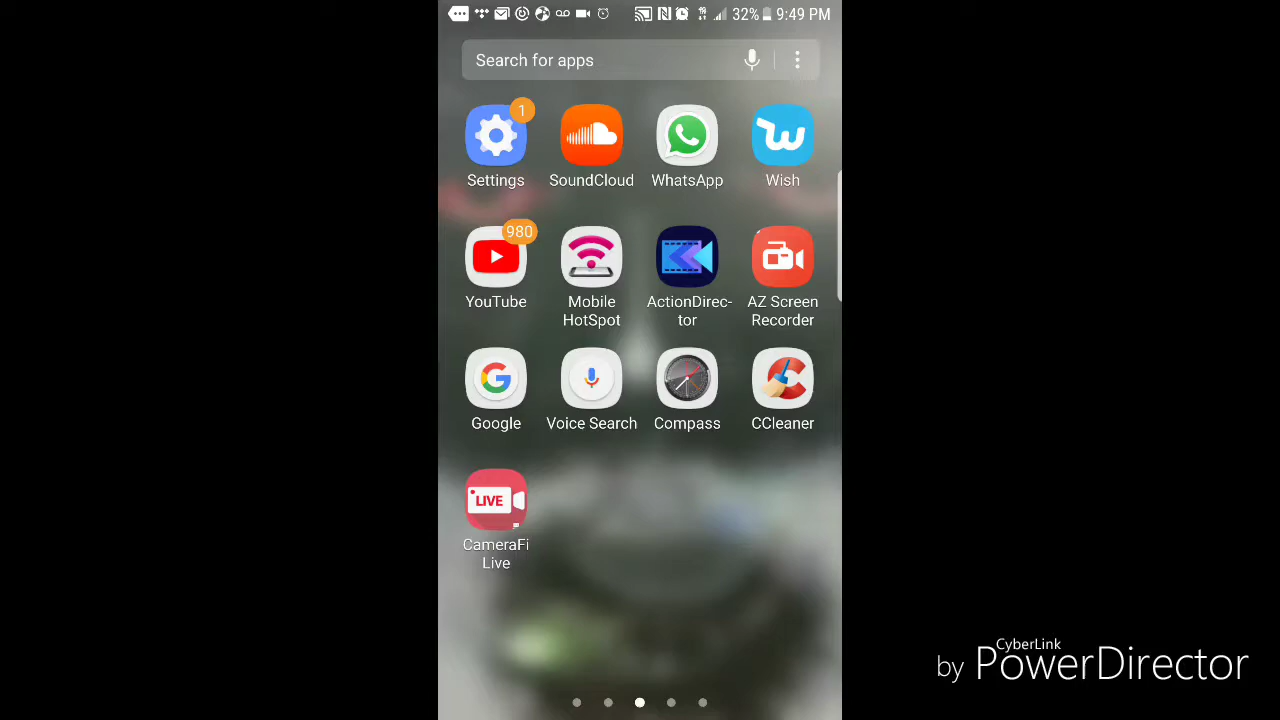 32% 9:49 PM
Search for apps
1
Settings SoundCloud WhatsApp Wish
980
YouTube Mobile HotSpot ActionDirec-tor AZ Screen Recorder
Google Voice Search Compass CCleaner
LIVE
CameraFi
Live
CyberLink
by PowerDirector